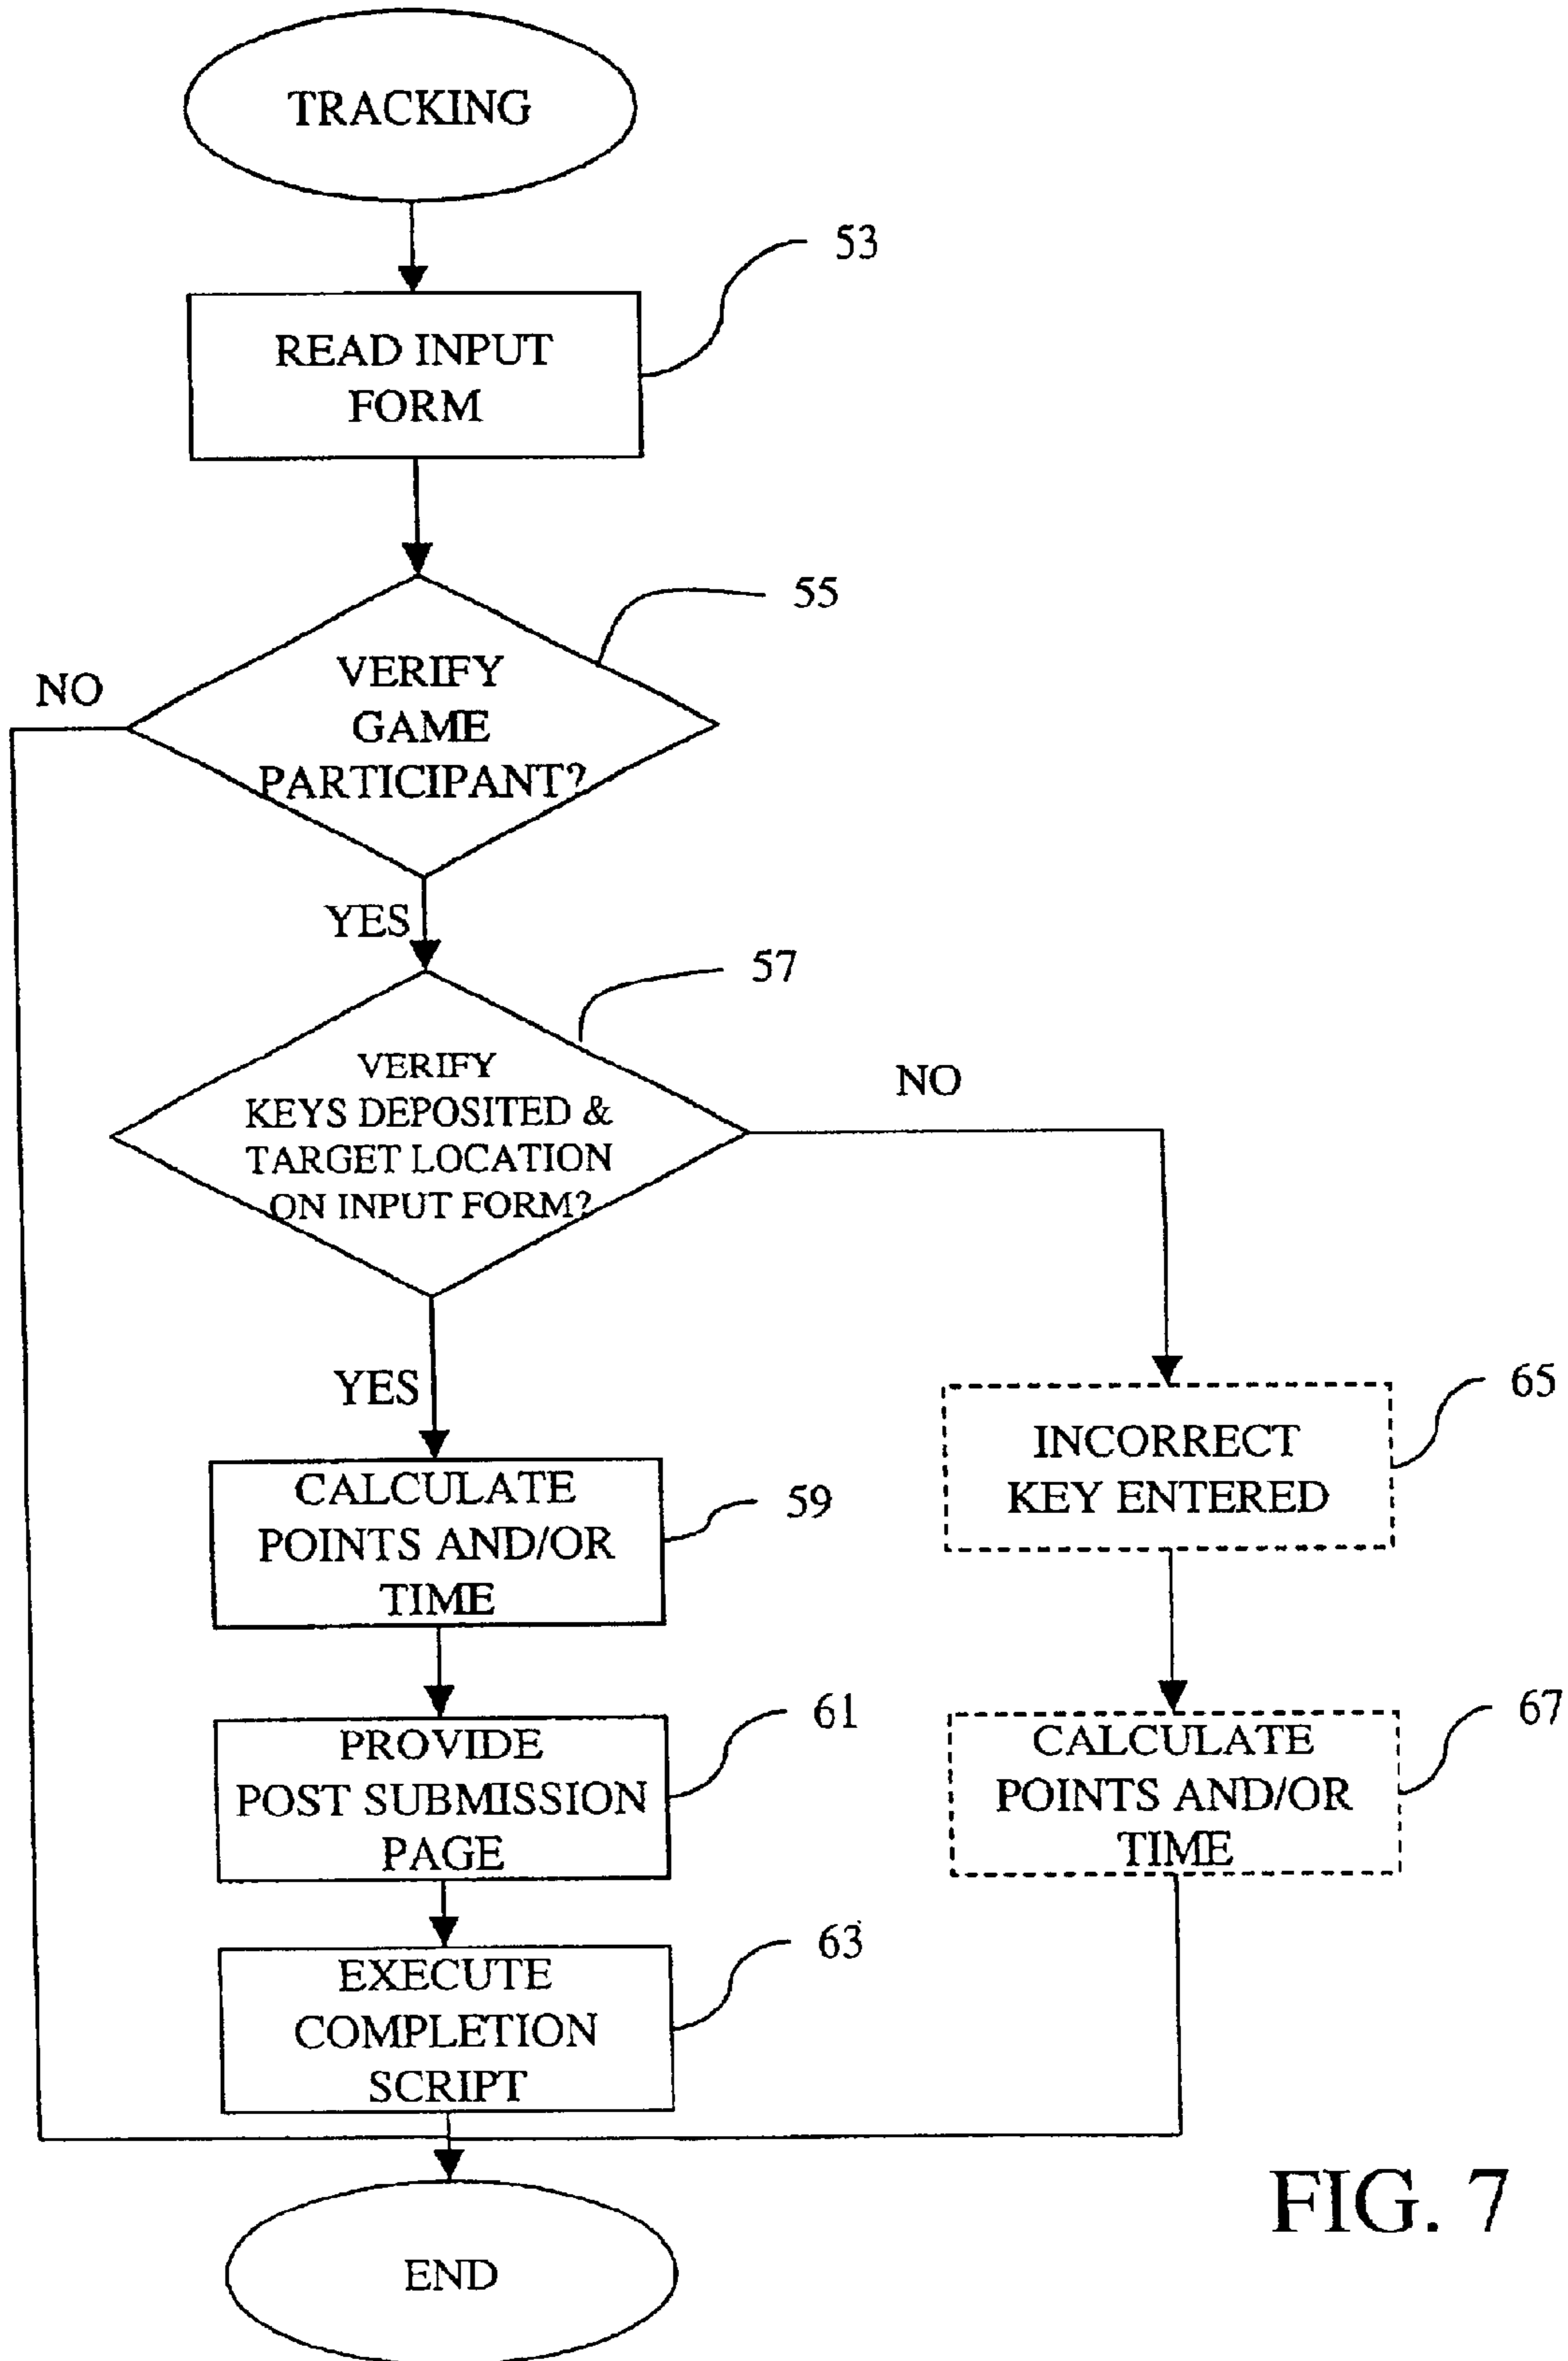 TRACKING
53
READ INPUT
FORM
55
NO
VERIFY
GAME
PARTICIPANT?
YES
57
VERIFY
KEYS DEPOSITED &
TARGET LOCATION
ON INPUT FORM?
NO
YES
65
INCORRECT
KEY ENTERED
CALCULATE
POINTS AND/OR
TIME
59
67
CALCULATE
POINTS AND/OR
TIME
61
PROVIDE
POST SUBMISSION
PAGE
63
EXECUTE
COMPLETION
SCRIPT
FIG. 7
END